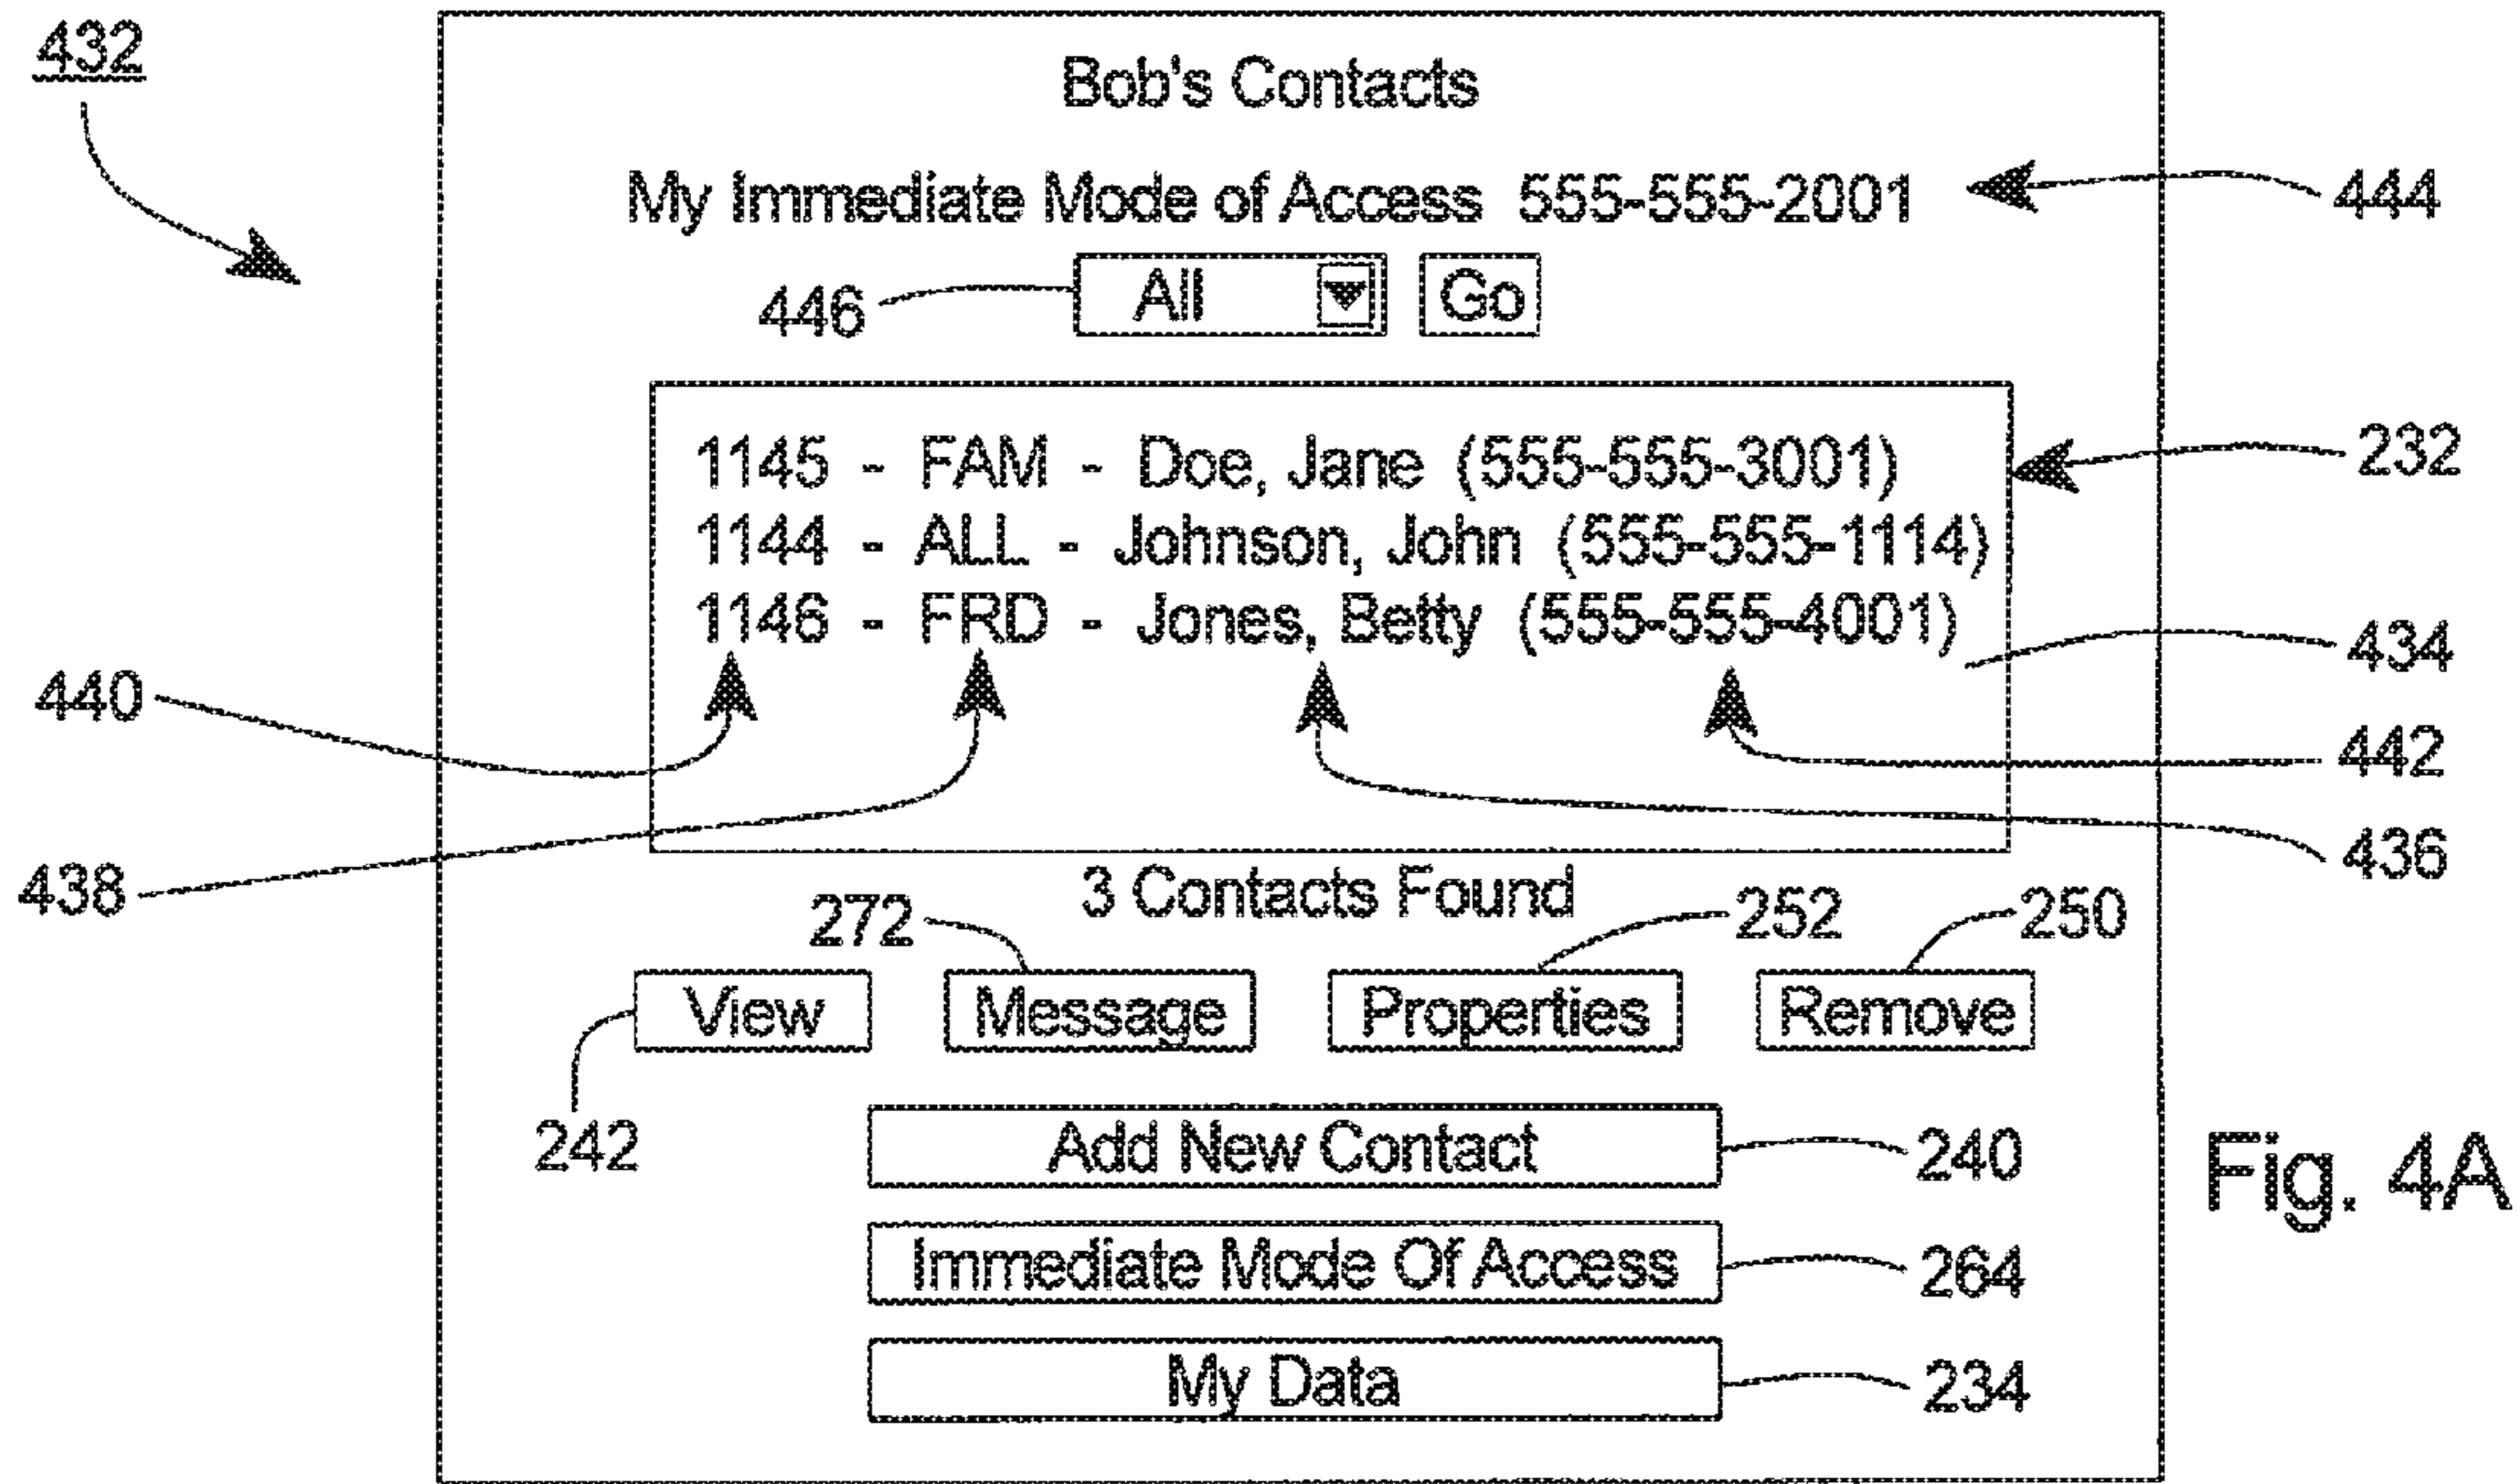 432
Bob's Contacts
My Immediate Mode of Access 555-555-2001
444
446
All
Go
1145 - FAM - Doe, Jane (555-555-3001)
232
1144 - ALL - Johnson, John (555-555-1114)
1146 - FRD - Jones, Betty (555-555-4001)
434
440
442
436
438
3 Contacts Found
272
252
250
View
Message
Properties
Remove
242
Add New Contact
240
Fig. 4A
Immediate Mode Of Access
264
My Data
234